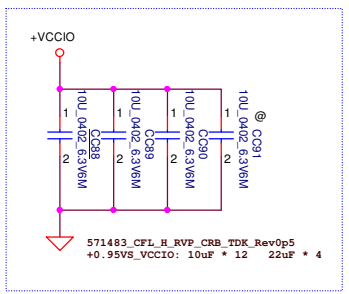 +VCCIO
1
2
10U_0402_6.3V6M
CC88
1
2
10U_0402_6.3V6M
CC89
1
2
10U_0402_6.3V6M
CC90
1
2
10U_0402_6.3V6M
@
CC91
571483_CFL_H_RVP_CRB_TDK_Rev0p5
+0.95VS_VCCIO: 10uF * 12 22uF * 4